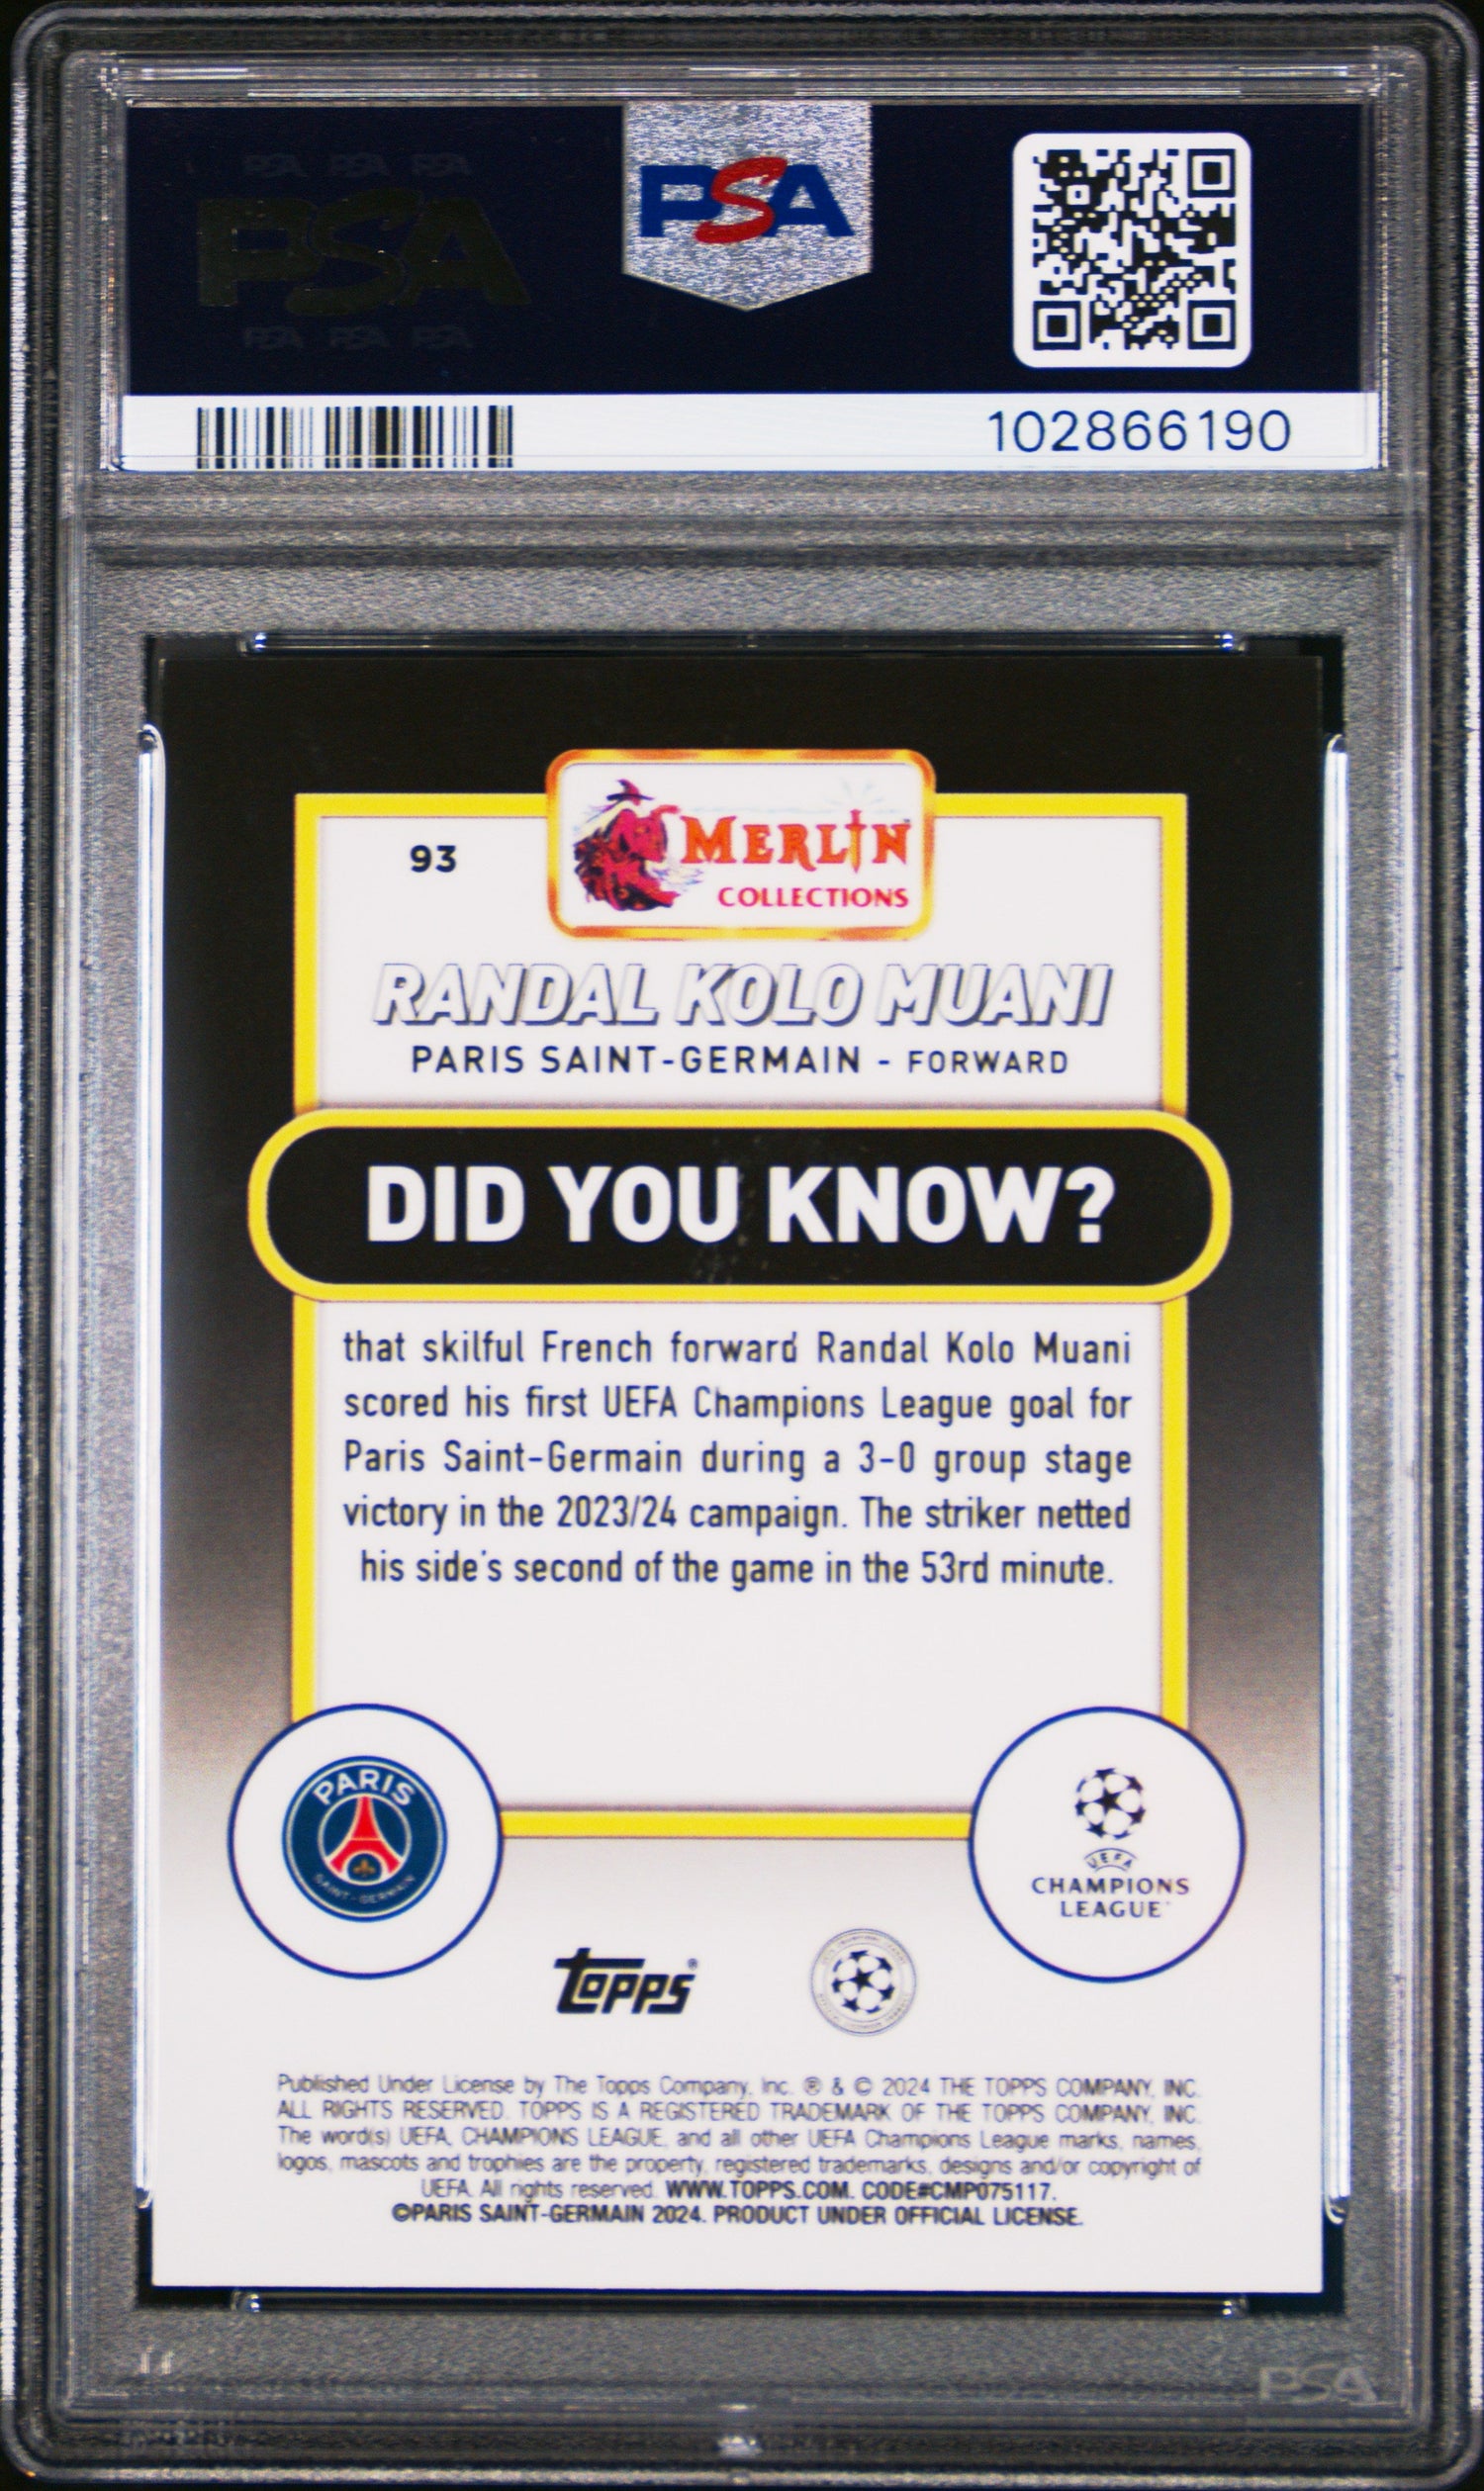 PSA PSA PSA
PSA
PSA PSA PSA
PSA
102866190
93
MERLIN
COLLECTIONS
RANDAL KOLO MUANI
PARIS SAINT-GERMAIN - FORWARD
DID YOU KNOW?
that skilful French forward Randal Kolo Muani
scored his first UEFA Champions League goal for
Paris Saint-Germain during a 3-0 group stage
victory in the 2023/24 campaign. The striker netted
his side's second of the game in the 53rd minute.
PARIS
SAINT-GERMAIN
UEFA
CHAMPIONS
LEAGUE
Topps®
Published Under License by The Topps Company, Inc. ® & © 2024 THE TOPPS COMPANY, INC.
ALL RIGHTS RESERVED. TOPPS IS A REGISTERED TRADEMARK OF THE TOPPS COMPANY, INC.
The word(s) UEFA, CHAMPIONS LEAGUE, and all other UEFA Champions League marks, names,
logos, mascots and trophies are the property, registered trademarks, designs and/or copyright of
UEFA. All rights reserved. WWW.TOPPS.COM. CODE#CMP075117.
©PARIS SAINT-GERMAIN 2024. PRODUCT UNDER OFFICIAL LICENSE.
PSA